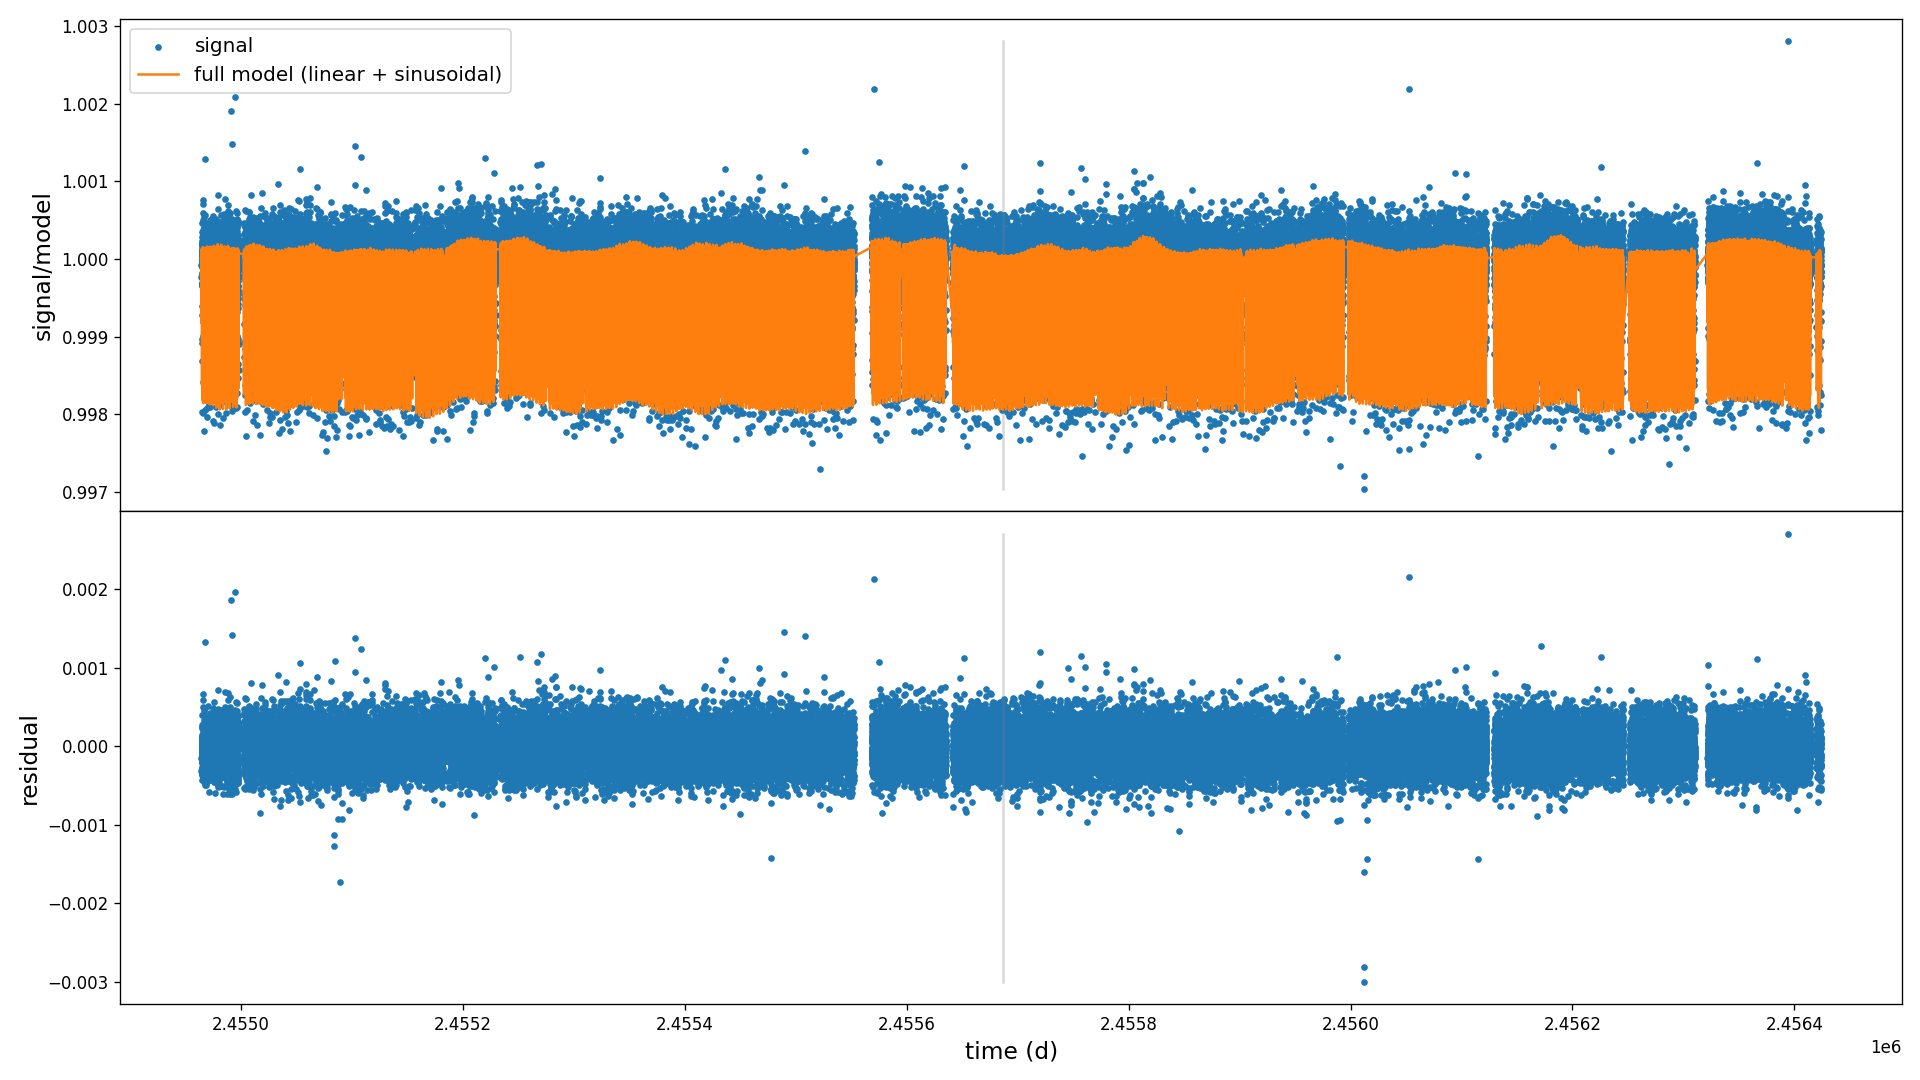 signal
full model (linear + sinusoidal)
signal/model
1.003
1.002
1.001
1.000
0.999
0.998
0.997
residual
0.002
0.001
0.000
−0.001
−0.002
−0.003
2.4550 2.4552 2.4554 2.4556 2.4558 2.4560 2.4562 2.4564
time (d)
1e6